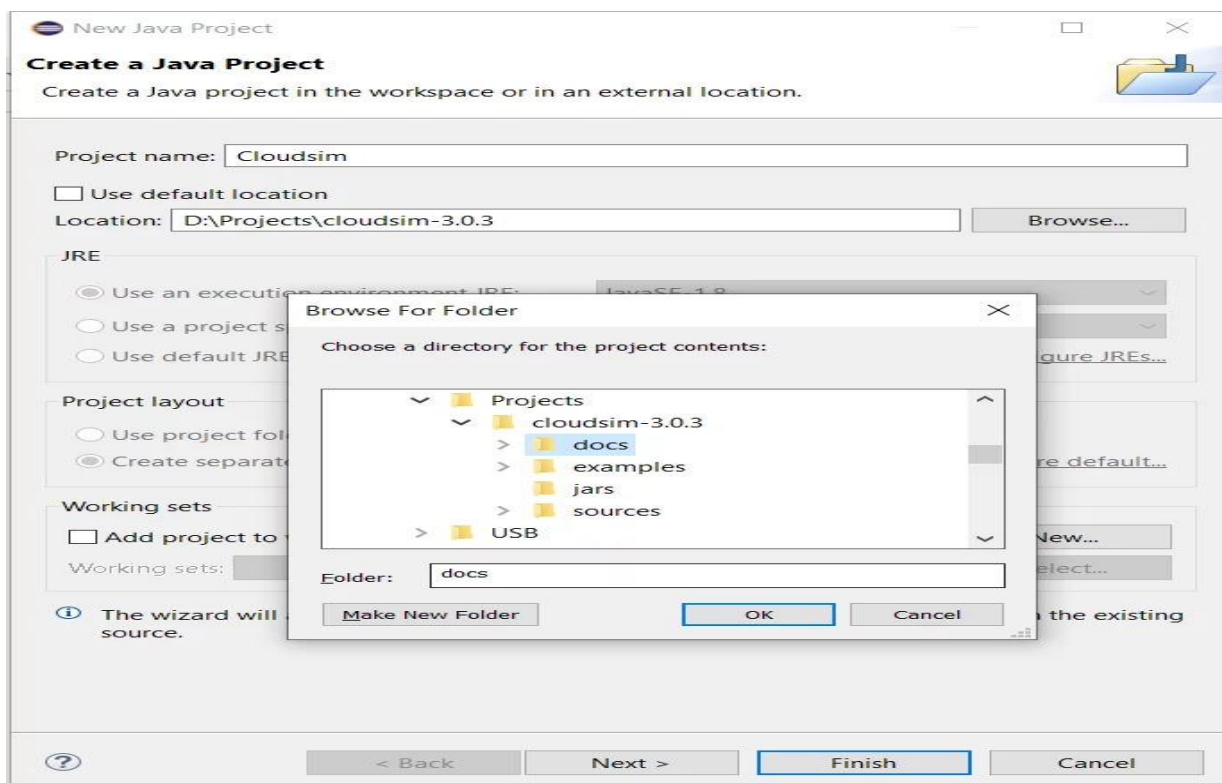 New Java Project
Create a Java Project
Create a Java project in the workspace or in an external location.
Project name: Cloudsim
Use default location
Location: D:\Projects\cloudsim-3.0.3 Browse...
JRE
Use an execution environment JRE: JavaSE-1.8
Use a project s
Use default JRE gure JREs...
Browse For Folder
Choose a directory for the project contents:
Projects
cloudsim-3.0.3
docs
examples
jars
sources
USB
Folder: docs
Make New Folder OK Cancel
Project layout
Use project fol
Create separat re default...
Working sets
Add project to New...
Working sets: elect...
The wizard will the existing
source.
? < Back Next > Finish Cancel